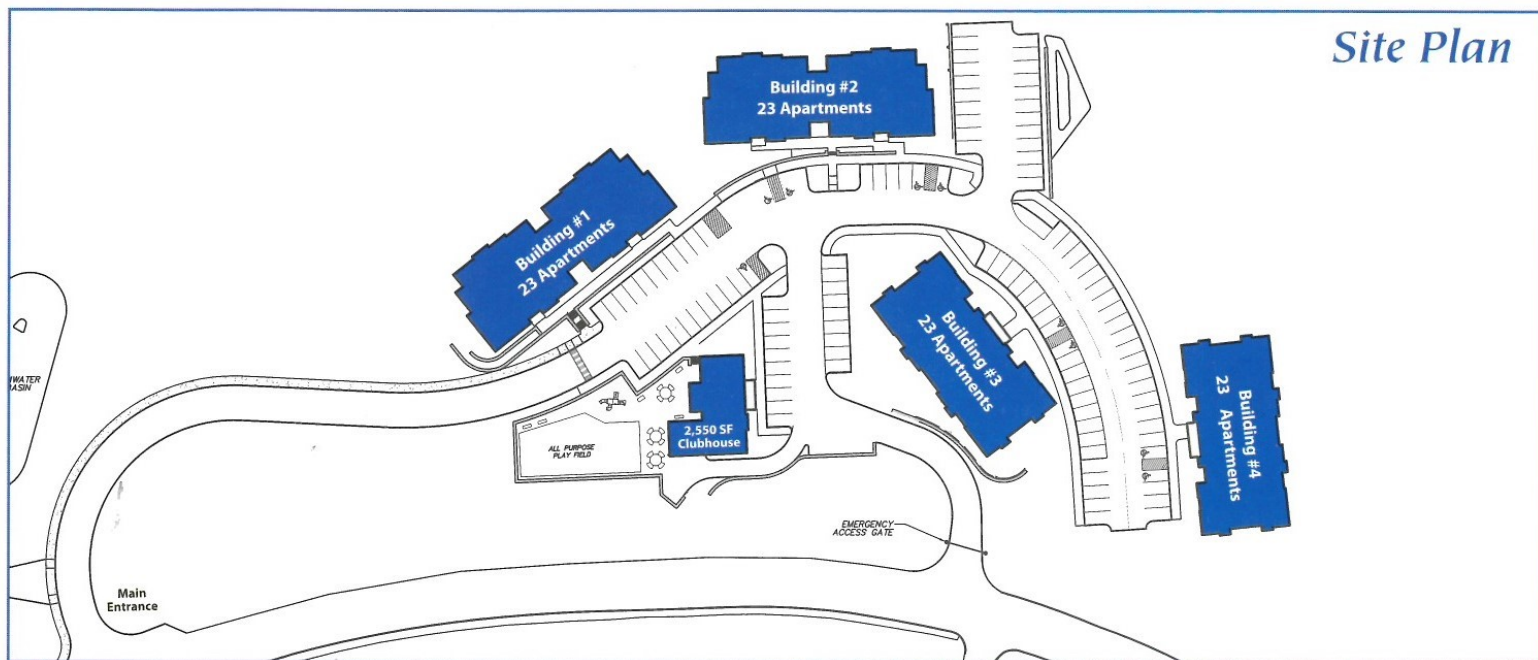 Site Plan
Building #2
23 Apartments
Building #1
23 Apartments
Building #3
23 Apartments
Building #4
23 Apartments
2,550 SF
Clubhouse
ALL PURPOSE
PLAY FIELD
EMERGENCY
ACCESS GATE
Main
Entrance